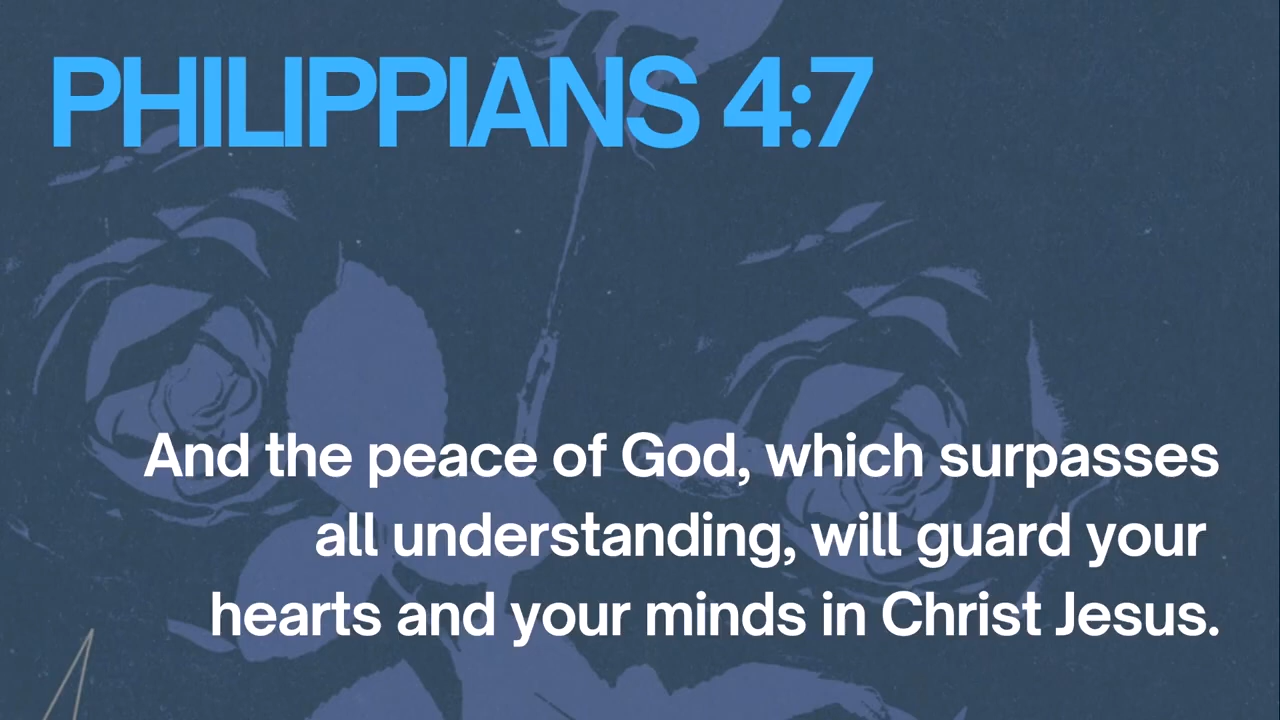 PHILIPPIANS 4:7
And the peace of God, which surpasses
all understanding, will guard your
hearts and your minds in Christ Jesus.